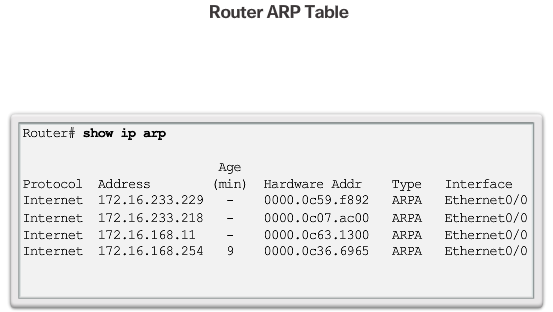 Router ARP Table
Router# show ip arp
Age
Protocol Address (min) Hardware Addr Type Interface
Internet 172.16.233.229 - 0000.0c59.f892 ARPA Ethernet0/0
Internet 172.16.233.218 - 0000.0c07.ac00 ARPA Ethernet0/0
Internet 172.16.168.11 - 0000.0c63.1300 ARPA Ethernet0/0
Internet 172.16.168.254 9 0000.0c36.6965 ARPA Ethernet0/0